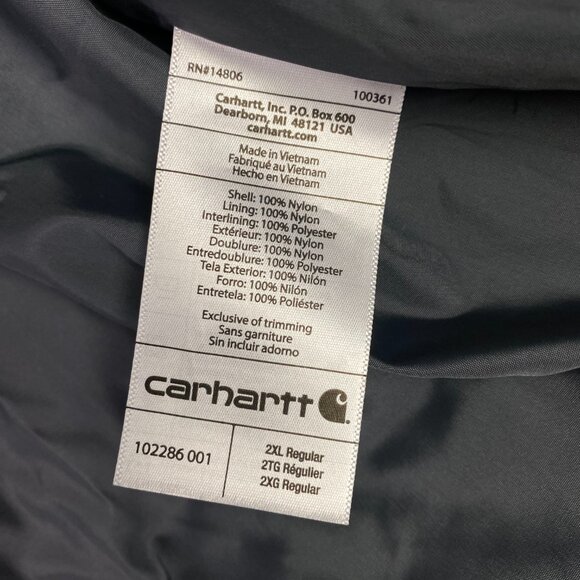 RN#14806
100361
Carhartt, Inc. P.O. Box 600
Dearborn, MI 48121 USA
carhartt.com
Made in Vietnam
Fabriqué au Vietnam
Hecho en Vietnam
Shell: 100% Nylon
Lining: 100% Nylon
Interlining: 100% Polyester
Extérieur: 100% Nylon
Doublure: 100% Nylon
Entredoublure: 100% Polyester
Tela Exterior: 100% Nilón
Forro: 100% Nilón
Entretela: 100% Poliéster
Exclusive of trimming
Sans garniture
Sin incluir adorno
carhartt
102286 001
2XL Regular
2TG Régulier
2XG Regular